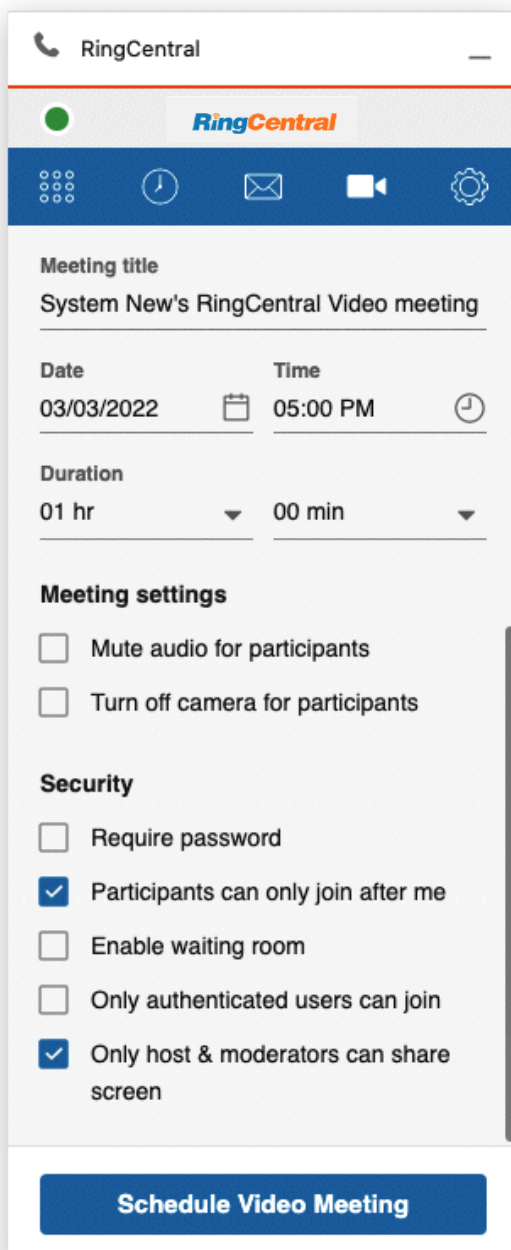 RingCentral
RingCentral
Meeting title
System New's RingCentral Video meeting
Date
Time
03/03/2022
05:00 PM
Duration
01 hr
00 min
Meeting settings
Mute audio for participants
Turn off camera for participants
Security
Require password
Participants can only join after me
Enable waiting room
Only authenticated users can join
Only host & moderators can share
screen
Schedule Video Meeting